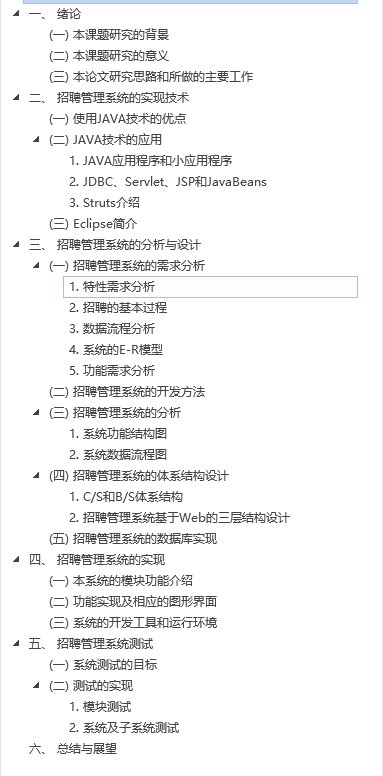 一、 绪论
(一) 本课题研究的背景
(二) 本课题研究的意义
(三) 本论文研究思路和所做的主要工作
二、 招聘管理系统的实现技术
(一) 使用JAVA技术的优点
(二) JAVA技术的应用
1. JAVA应用程序和小应用程序
2. JDBC、Servlet、JSP和JavaBeans
3. Struts介绍
(三) Eclipse简介
三、 招聘管理系统的分析与设计
(一) 招聘管理系统的需求分析
1. 特性需求分析
2. 招聘的基本过程
3. 数据流程分析
4. 系统的E-R模型
5. 功能需求分析
(二) 招聘管理系统的开发方法
(三) 招聘管理系统的分析
1. 系统功能结构图
2. 系统数据流程图
(四) 招聘管理系统的体系结构设计
1. C/S和B/S体系结构
2. 招聘管理系统基于Web的三层结构设计
(五) 招聘管理系统的数据库实现
四、 招聘管理系统的实现
(一) 本系统的模块功能介绍
(二) 功能实现及相应的图形界面
(三) 系统的开发工具和运行环境
五、 招聘管理系统测试
(一) 系统测试的目标
(二) 测试的实现
1. 模块测试
2. 系统及子系统测试
六、 总结与展望